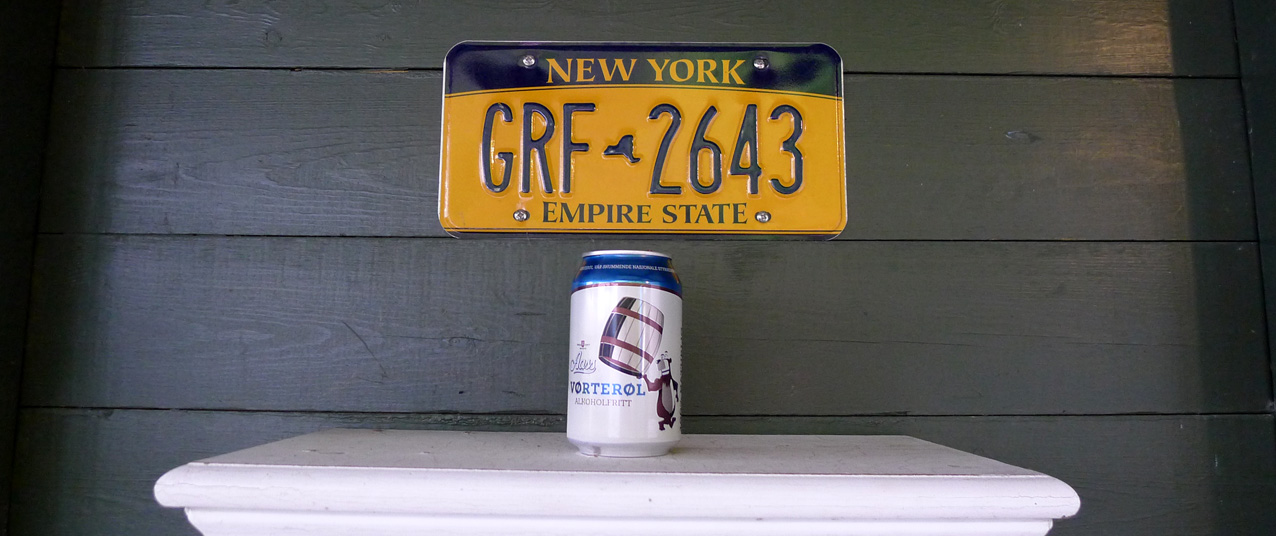 NEW YORK
GRF 2643
EMPIRE STATE
Aass
VØRTERØL
ALKOHOLFRITT